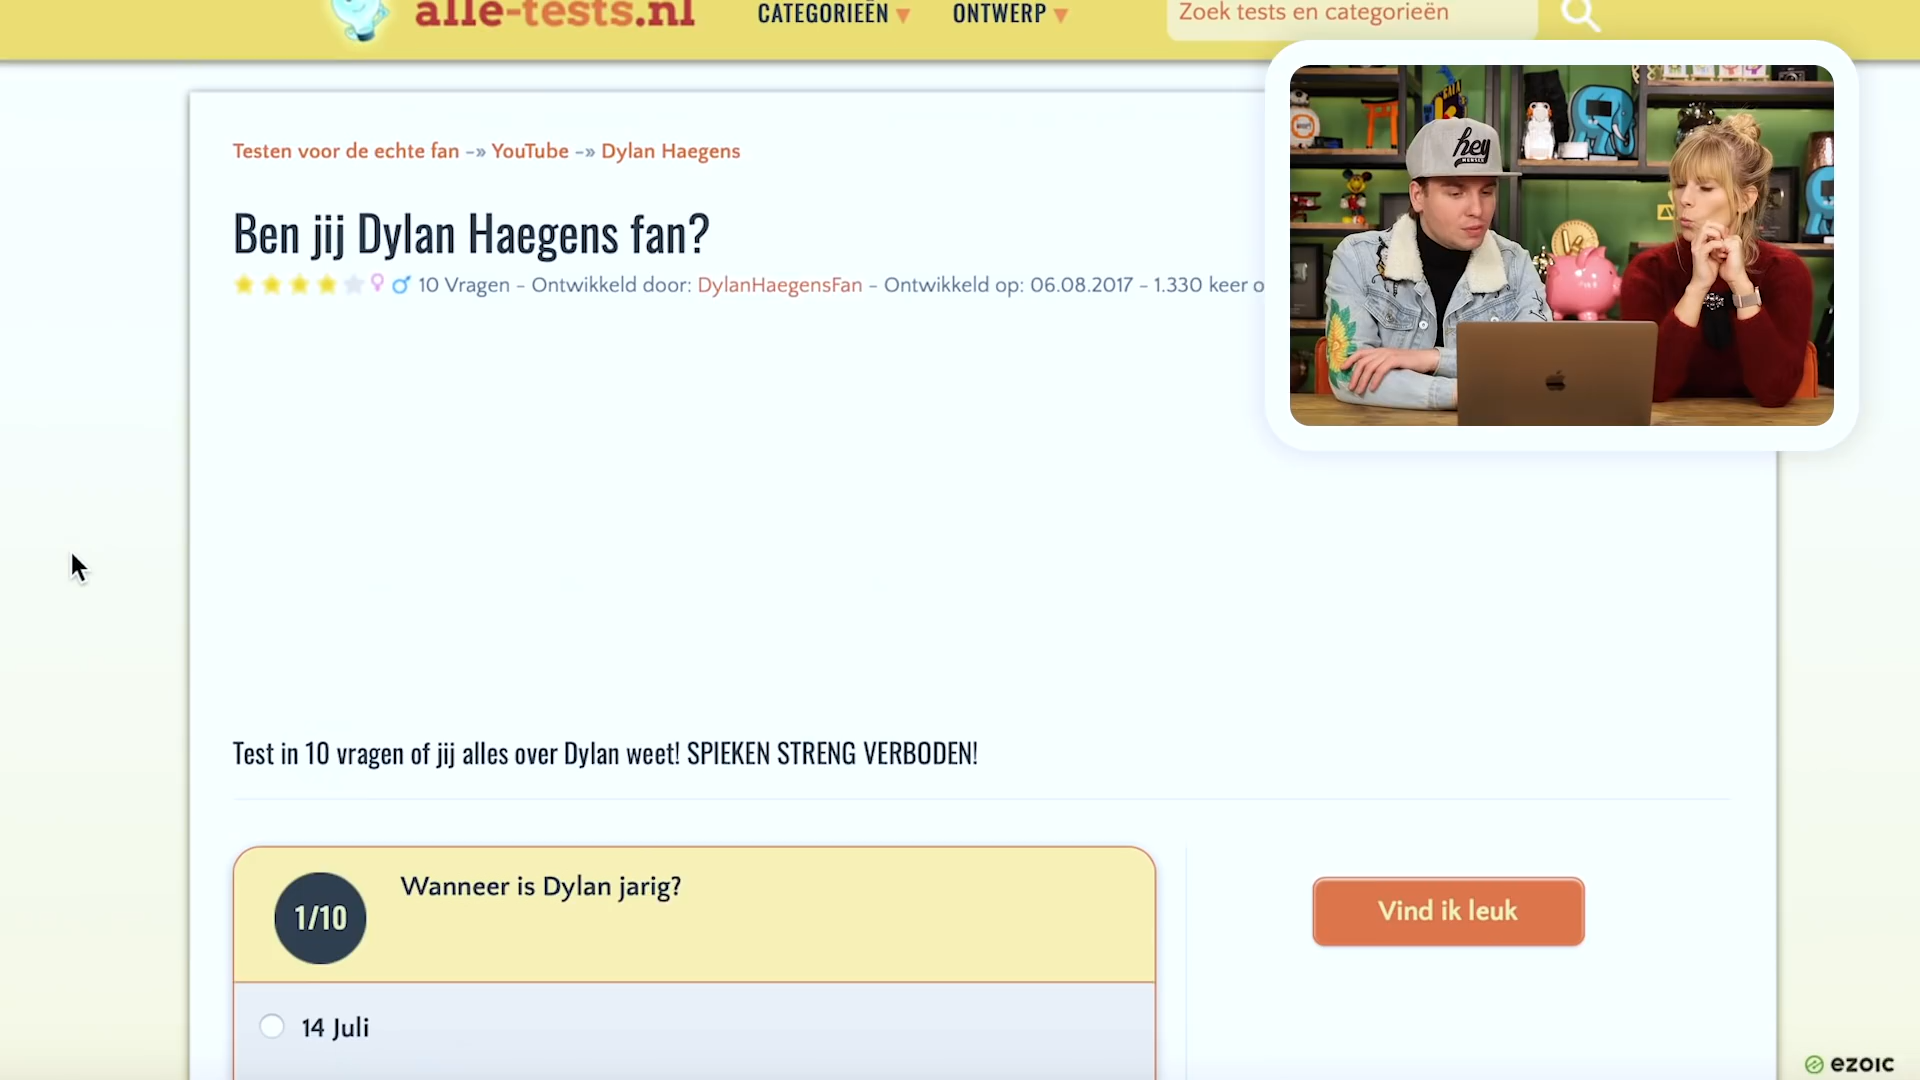 alle-tests.nl
CATEGORIEËN
ONTWERP
Zoek tests en categorieën
Testen voor de echte fan -» YouTube -» Dylan Haegens
Ben jij Dylan Haegens fan?
10 Vragen - Ontwikkeld door: DylanHaegensFan - Ontwikkeld op: 06.08.2017 - 1.330 keer o
hey
MENSEN
Test in 10 vragen of jij alles over Dylan weet! SPIEKEN STRENG VERBODEN!
1/10
Wanneer is Dylan jarig?
14 Juli
Vind ik leuk
ezoic